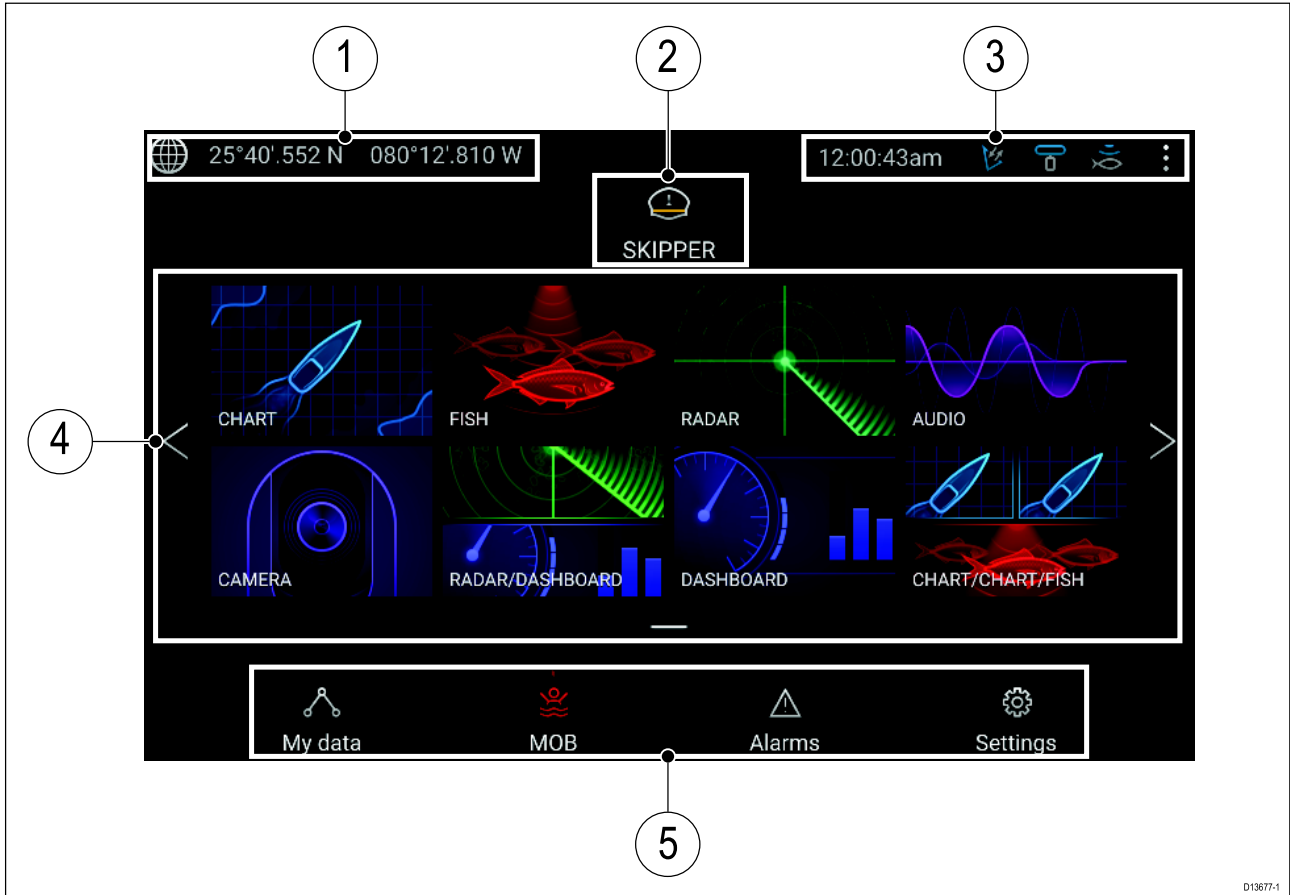 1
2
3
25°40'.552 N 080°12'.810 W
12:00:43am
SKIPPER
CHART
FISH
RADAR
AUDIO
4
CAMERA
RADAR/DASHBOARD
DASHBOARD
CHART/CHART/FISH
My data
MOB
Alarms
Settings
5
D13677-1